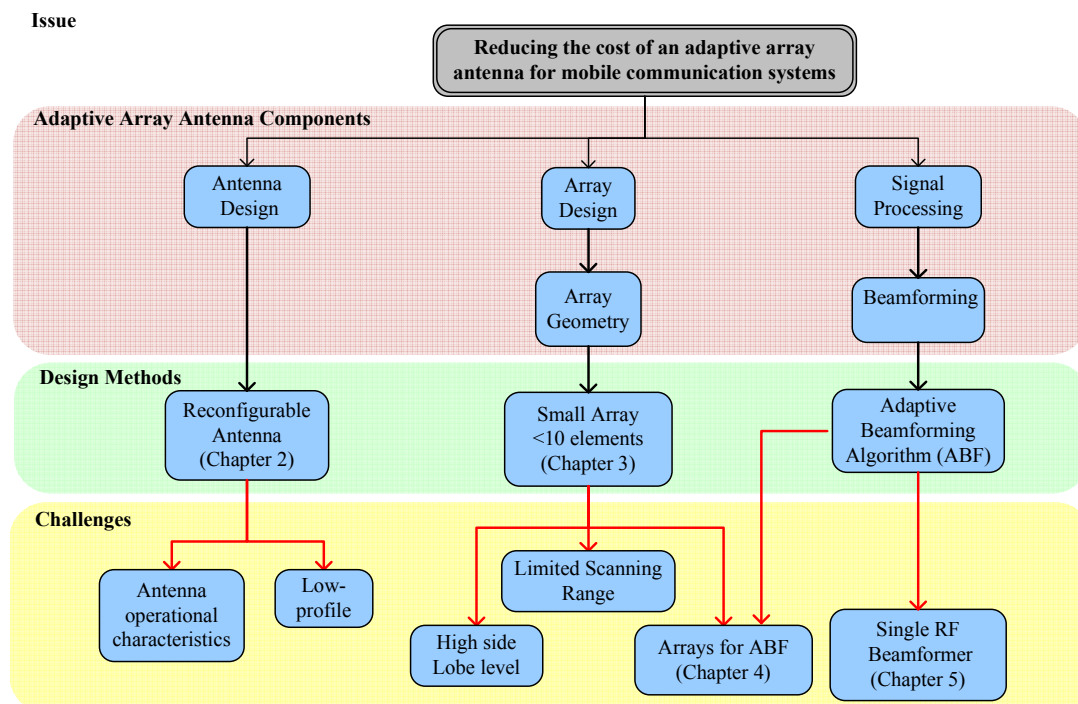 Issue
Reducing the cost of an adaptive array
antenna for mobile communication systems
Adaptive Array Antenna Components
Antenna
Design
Array
Design
Signal
Processing
Array
Geometry
Beamforming
Design Methods
Reconfigurable
Antenna
(Chapter 2)
Small Array
<10 elements
(Chapter 3)
Adaptive
Beamforming
Algorithm (ABF)
Challenges
Antenna
operational
characteristics
Low-
profile
Limited Scanning
Range
High side
Lobe level
Arrays for ABF
(Chapter 4)
Single RF
Beamformer
(Chapter 5)